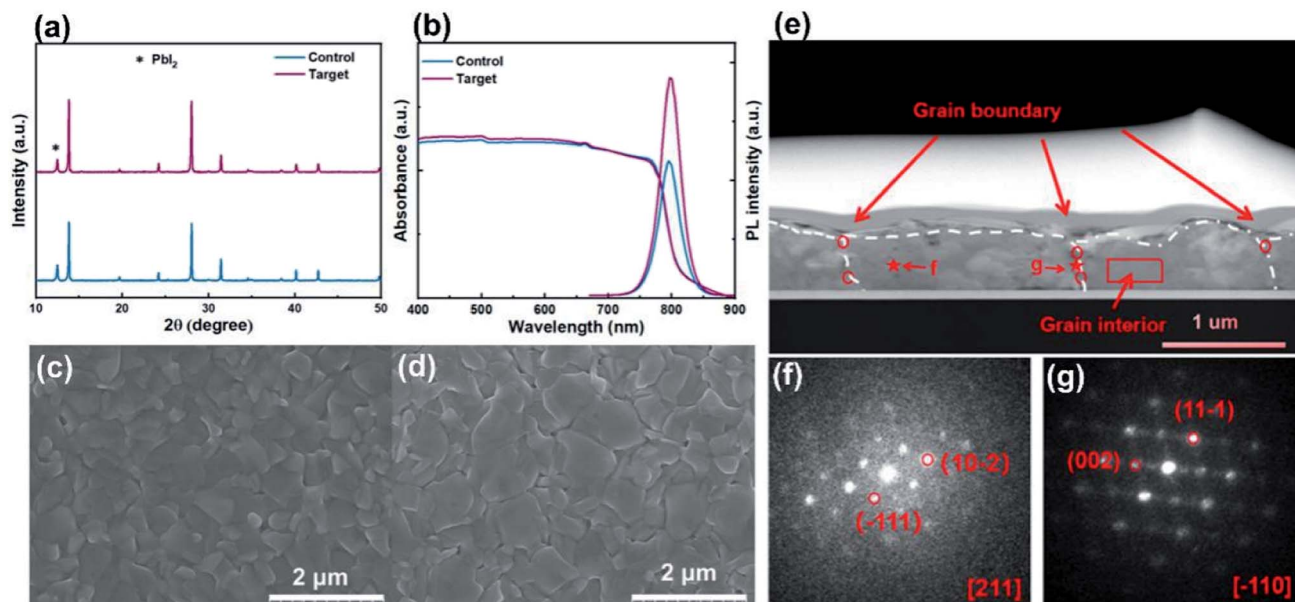 (a)
* PbI₂
Control
Target
Intensity (a.u.)
10 20 30 40 50
2θ (degree)
(b)
Control
Target
Absorbance (a.u.)
PL intensity (a.u.)
400 500 600 700 800 900
Wavelength (nm)
(c)
2 μm
(d)
2 μm
(e)
Grain boundary
f
g
Grain interior
1 um
(f)
(10-2)
(-111)
[211]
(g)
(11-1)
(002)
[-110]